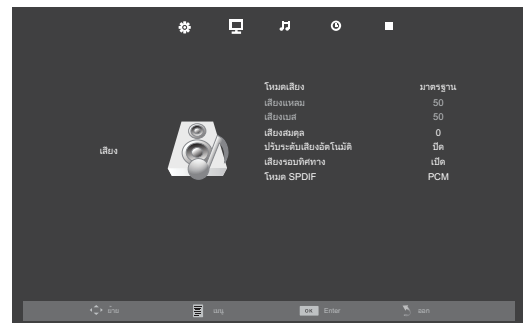 โหมดเสียง มาตรฐาน
เสียงแหลม 50
เสียงเบส 50
เสียงสมดุล 0
เสียง
ปรับระดับเสียงอัตโนมัติ ปิด
เสียงรอบทิศทาง เปิด
โหมด SPDIF PCM
ย้าย เมนู OK Enter ออก